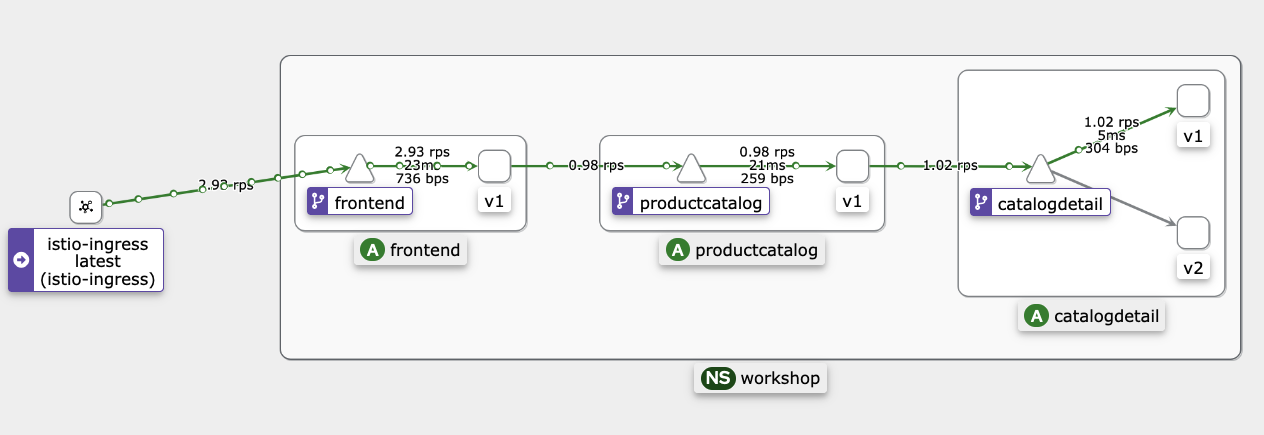 2.93 rps
istio-ingress
latest
(istio-ingress)
2.93 rps
23ms
736 bps
frontend
v1
A frontend
0.98 rps
0.98 rps
21ms
259 bps
productcatalog
v1
A productcatalog
1.02 rps
1.02 rps
5ms
304 bps
catalogdetail
v1
v2
A catalogdetail
NS workshop